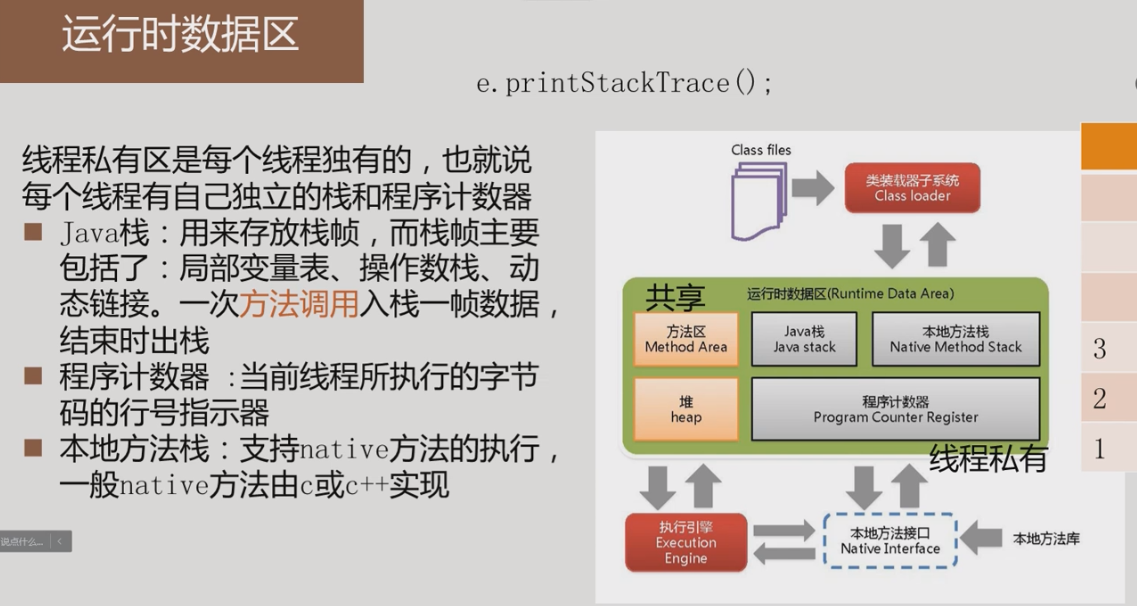 运行时数据区
e.printStackTrace();
线程私有区是每个线程独有的，也就说
每个线程有自己独立的栈和程序计数器
Java栈：用来存放栈帧，而栈帧主要
包括了：局部变量表、操作数栈、动
态链接。一次方法调用入栈一帧数据，
结束时出栈
程序计数器 :当前线程所执行的字节
码的行号指示器
本地方法栈：支持native方法的执行，
一般native方法由c或c++实现
说点什么...
Class files
类装载器子系统
Class loader
共享
运行时数据区(Runtime Data Area)
方法区
Method Area
Java栈
Java stack
本地方法栈
Native Method Stack
堆
heap
程序计数器
Program Counter Register
线程私有
执行引擎
Execution
Engine
本地方法接口
Native Interface
本地方法库
3
2
1